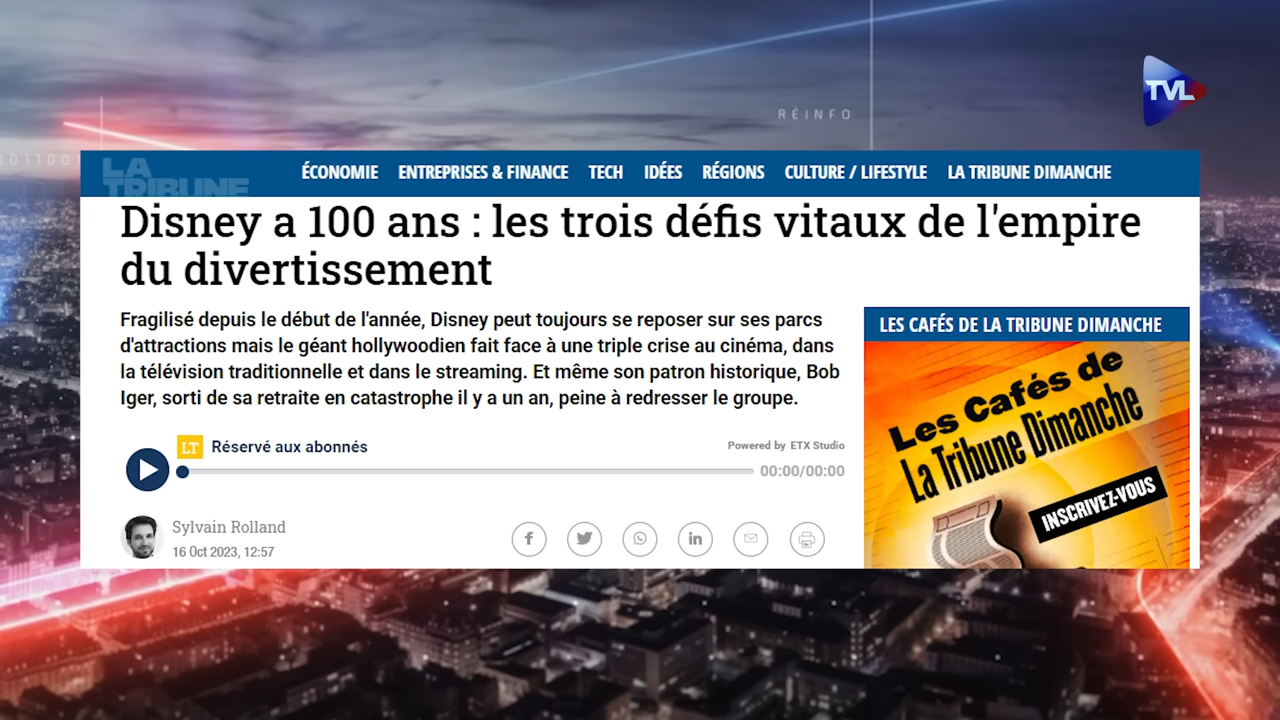 TVL
RÉINFO
011001
LA TRIBUNE
ÉCONOMIE ENTREPRISES & FINANCE TECH IDÉES RÉGIONS CULTURE / LIFESTYLE LA TRIBUNE DIMANCHE
Disney a 100 ans : les trois défis vitaux de l'empire
du divertissement
Fragilisé depuis le début de l'année, Disney peut toujours se reposer sur ses parcs
d'attractions mais le géant hollywoodien fait face à une triple crise au cinéma, dans
la télévision traditionnelle et dans le streaming. Et même son patron historique, Bob
Iger, sorti de sa retraite en catastrophe il y a un an, peine à redresser le groupe.
LT Réservé aux abonnés
Powered by ETX Studio
00:00/00:00
Sylvain Rolland
16 Oct 2023, 12:57
LES CAFÉS DE LA TRIBUNE DIMANCHE
Les Cafés de
La Tribune Dimanche
INSCRIVEZ-VOUS